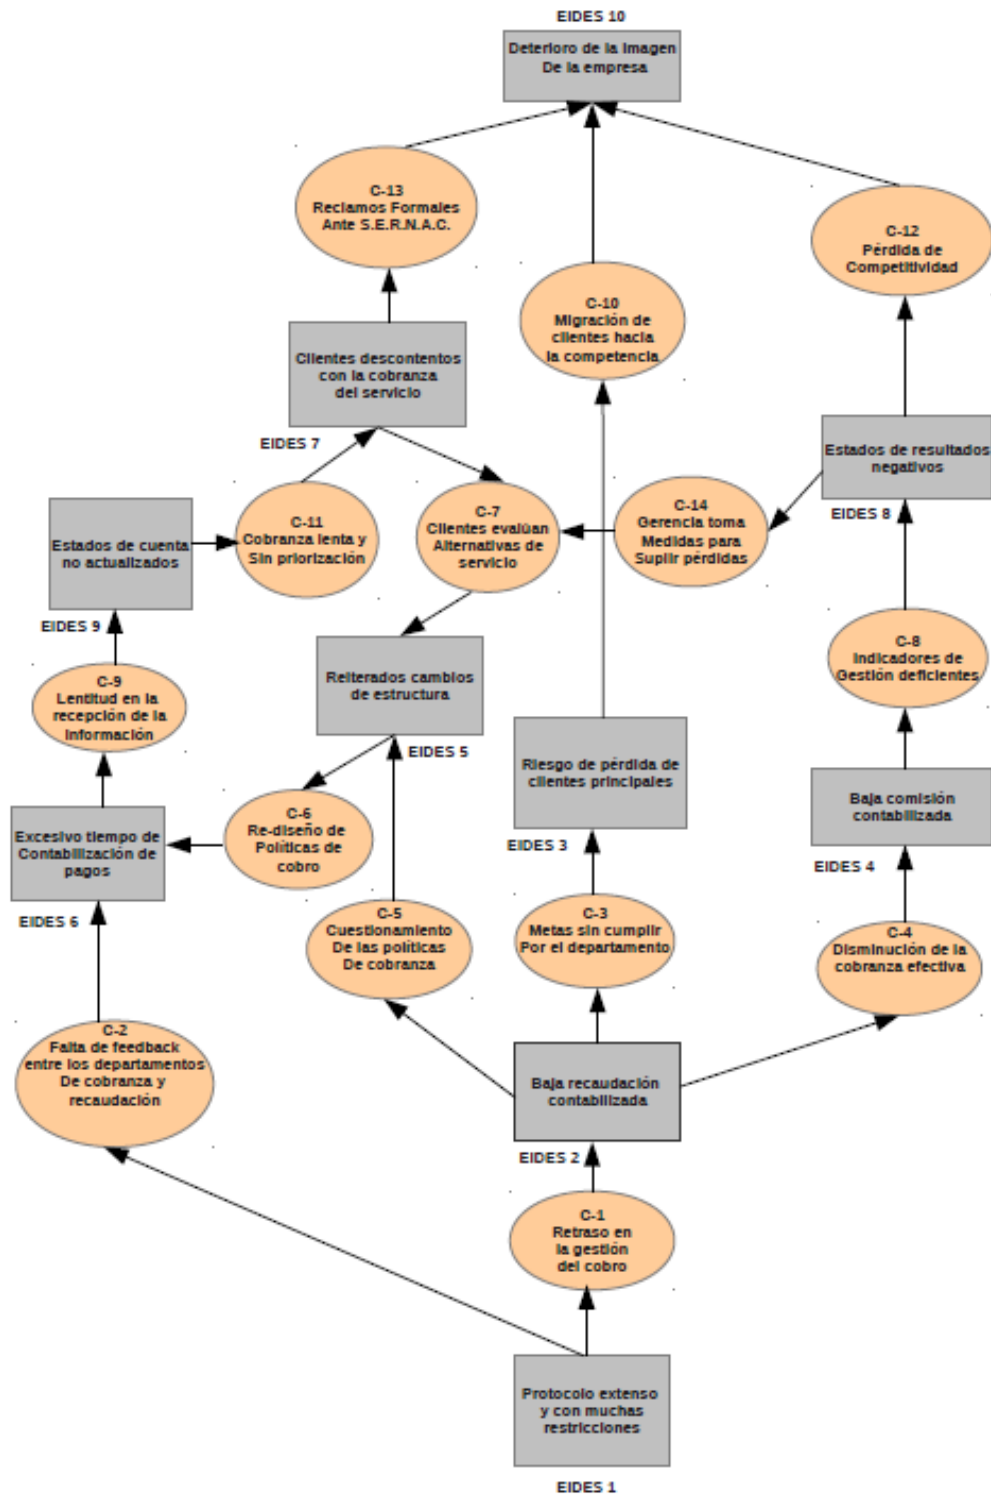 EIDES 10
Deterioro de la Imagen
De la empresa
C-13
Reclamos Formales
Ante S.E.R.N.A.C.
C-12
Pérdida de
Competitividad
C-10
Migración de
clientes hacia
la competencia
Clientes descontentos
con la cobranza
del servicio
EIDES 7
Estados de resultados
negativos
EIDES 8
C-11
Cobranza lenta y
Sin priorización
C-7
Clientes evalúan
Alternativas de
servicio
C-14
Gerencia toma
Medidas para
Suplir pérdidas
Estados de cuenta
no actualizados
EIDES 9
C-9
Lentitud en la
recepción de la
Información
Reiterados cambios
de estructura
EIDES 5
C-8
Indicadores de
Gestión deficientes
Riesgo de pérdida de
clientes principales
EIDES 3
Baja comisión
contabilizada
EIDES 4
Excesivo tiempo de
Contabilización de
pagos
EIDES 6
C-6
Re-diseño de
Políticas de
cobro
C-5
Cuestionamiento
De las políticas
De cobranza
C-3
Metas sin cumplir
Por el departamento
C-4
Disminución de la
cobranza efectiva
C-2
Falta de feedback
entre los departamentos
De cobranza y
recaudación
Baja recaudación
contabilizada
EIDES 2
C-1
Retraso en
la gestión
del cobro
Protocolo extenso
y con muchas
restricciones
EIDES 1